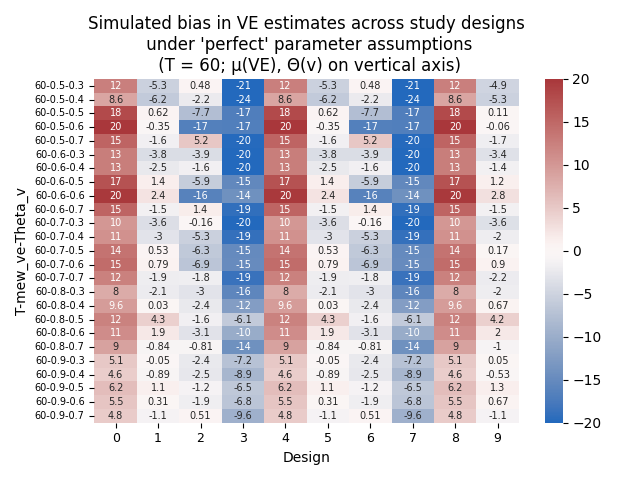 Simulated bias in VE estimates across study designs
under 'perfect' parameter assumptions
(T = 60; μ(VE), Θ(v) on vertical axis)
T-mew_ve-Theta_v
60-0.5-0.3 12 -5.3 0.48 -21 12 -5.3 0.48 -21 12 -4.9
60-0.5-0.4 8.6 -6.2 -2.2 -24 8.6 -6.2 -2.2 -24 8.6 -5.3
60-0.5-0.5 18 0.62 -7.7 -17 18 0.62 -7.7 -17 18 0.11
60-0.5-0.6 20 -0.35 -17 -17 20 -0.35 -17 -17 20 -0.06
60-0.5-0.7 15 -1.6 5.2 -20 15 -1.6 5.2 -20 15 -1.7
60-0.6-0.3 13 -3.8 -3.9 -20 13 -3.8 -3.9 -20 13 -3.4
60-0.6-0.4 13 -2.5 -1.6 -20 13 -2.5 -1.6 -20 13 -1.4
60-0.6-0.5 17 1.4 -5.9 -15 17 1.4 -5.9 -15 17 1.2
60-0.6-0.6 20 2.4 -16 -14 20 2.4 -16 -14 20 2.8
60-0.6-0.7 15 -1.5 1.4 -19 15 -1.5 1.4 -19 15 -1.5
60-0.7-0.3 10 -3.6 -0.16 -20 10 -3.6 -0.16 -20 10 -3.6
60-0.7-0.4 11 -3 -5.3 -19 11 -3 -5.3 -19 11 -2
60-0.7-0.5 14 0.53 -6.3 -15 14 0.53 -6.3 -15 14 0.17
60-0.7-0.6 15 0.79 -6.9 -15 15 0.79 -6.9 -15 15 0.9
60-0.7-0.7 12 -1.9 -1.8 -19 12 -1.9 -1.8 -19 12 -2.2
60-0.8-0.3 8 -2.1 -3 -16 8 -2.1 -3 -16 8 -2
60-0.8-0.4 9.6 0.03 -2.4 -12 9.6 0.03 -2.4 -12 9.6 0.67
60-0.8-0.5 12 4.3 -1.6 -6.1 12 4.3 -1.6 -6.1 12 4.2
60-0.8-0.6 11 1.9 -3.1 -10 11 1.9 -3.1 -10 11 2
60-0.8-0.7 9 -0.84 -0.81 -14 9 -0.84 -0.81 -14 9 -1
60-0.9-0.3 5.1 -0.05 -2.4 -7.2 5.1 -0.05 -2.4 -7.2 5.1 0.05
60-0.9-0.4 4.6 -0.89 -2.5 -8.9 4.6 -0.89 -2.5 -8.9 4.6 -0.53
60-0.9-0.5 6.2 1.1 -1.2 -6.5 6.2 1.1 -1.2 -6.5 6.2 1.3
60-0.9-0.6 5.5 0.31 -1.9 -6.8 5.5 0.31 -1.9 -6.8 5.5 0.67
60-0.9-0.7 4.8 -1.1 0.51 -9.6 4.8 -1.1 0.51 -9.6 4.8 -1.1
0 1 2 3 4 5 6 7 8 9
Design
20
15
10
5
0
−5
−10
−15
−20